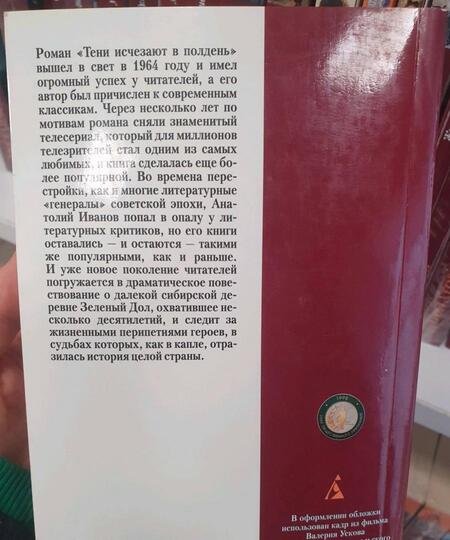 Роман «Тени исчезают в полдень»
вышел в свет в 1964 году и имел
огромный успех у читателей, а его
автор был причислен к современным
классикам. Через несколько лет по
мотивам романа сняли знаменитый
телесериал, который для миллионов
телезрителей стал одним из самых
любимых, и книга сделалась еще бо-
лее популярной. Во времена пере-
стройки, как и многие литературные
«генералы» советской эпохи, Ана-
толий Иванов попал в опалу у ли-
тературных критиков, но его книги
оставались — и остаются — такими
же популярными, как и раньше.
И уже новое поколение читателей
погружается в драматическое пове-
ствование о далекой сибирской де-
ревне Зеленый Дол, охватившее не-
сколько десятилетий, и следит за
жизненными перипетиями героев, в
судьбах которых, как в капле, отра-
зилась история целой страны.
В оформлении обложки
использован кадр из фильма
Валерия Ускова